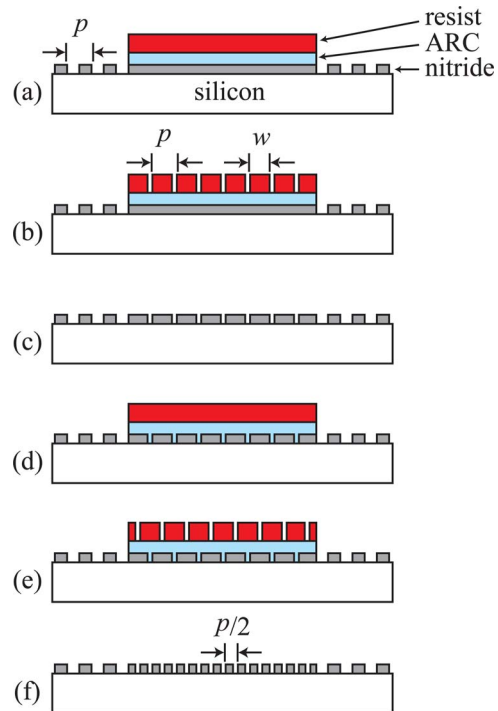 resist
ARC
nitride
p
(a)
silicon
p
w
(b)
(c)
(d)
(e)
p/2
(f)